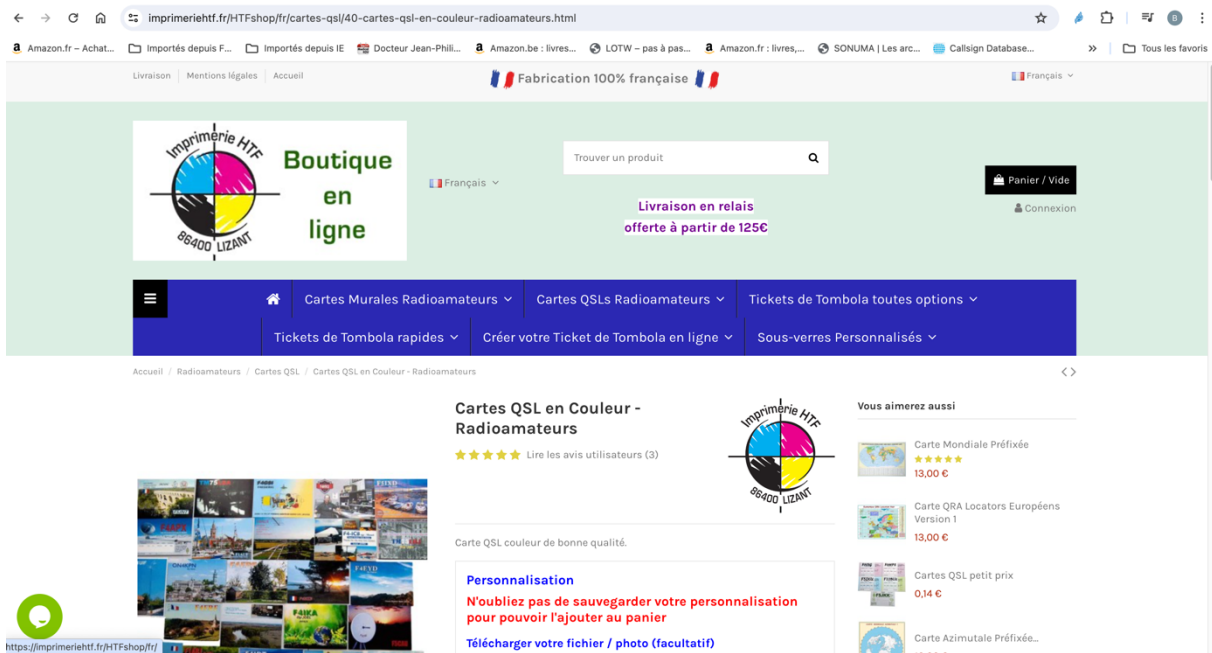 imprimeriehtf.fr/HTFshop/fr/cartes-qsl/40-cartes-qsl-en-couleur-radioamateurs.html
B
Amazon.fr – Achat...
Importés depuis F...
Importés depuis IE
Docteur Jean-Phili...
Amazon.be : livres...
LOTW – pas à pas...
Amazon.fr : livres,...
SONUMA | Les arc...
Callsign Database...
»
Tous les favoris
Livraison
Mentions légales
Accueil
Fabrication 100% française
Français
Imprimerie HTF
86400 LIZANT
Boutique
en
ligne
Français
Trouver un produit
Livraison en relais
offerte à partir de 125€
Panier / Vide
Connexion
Cartes Murales Radioamateurs
Cartes QSLs Radioamateurs
Tickets de Tombola toutes options
Tickets de Tombola rapides
Créer votre Ticket de Tombola en ligne
Sous-verres Personnalisés
Accueil / Radioamateurs / Cartes QSL / Cartes QSL en Couleur - Radioamateurs
Cartes QSL en Couleur -
Radioamateurs
Lire les avis utilisateurs (3)
Imprimerie HTF
86400 LIZANT
Carte QSL couleur de bonne qualité.
Personnalisation
N'oubliez pas de sauvegarder votre personnalisation
pour pouvoir l'ajouter au panier
Télécharger votre fichier / photo (facultatif)
Vous aimerez aussi
Carte Mondiale Préfixée
13,00 €
Carte QRA Locators Européens
Version 1
13,00 €
Cartes QSL petit prix
0,14 €
Carte Azimutale Préfixée...
F4IKA
https://imprimeriehtf.fr/HTFshop/fr/